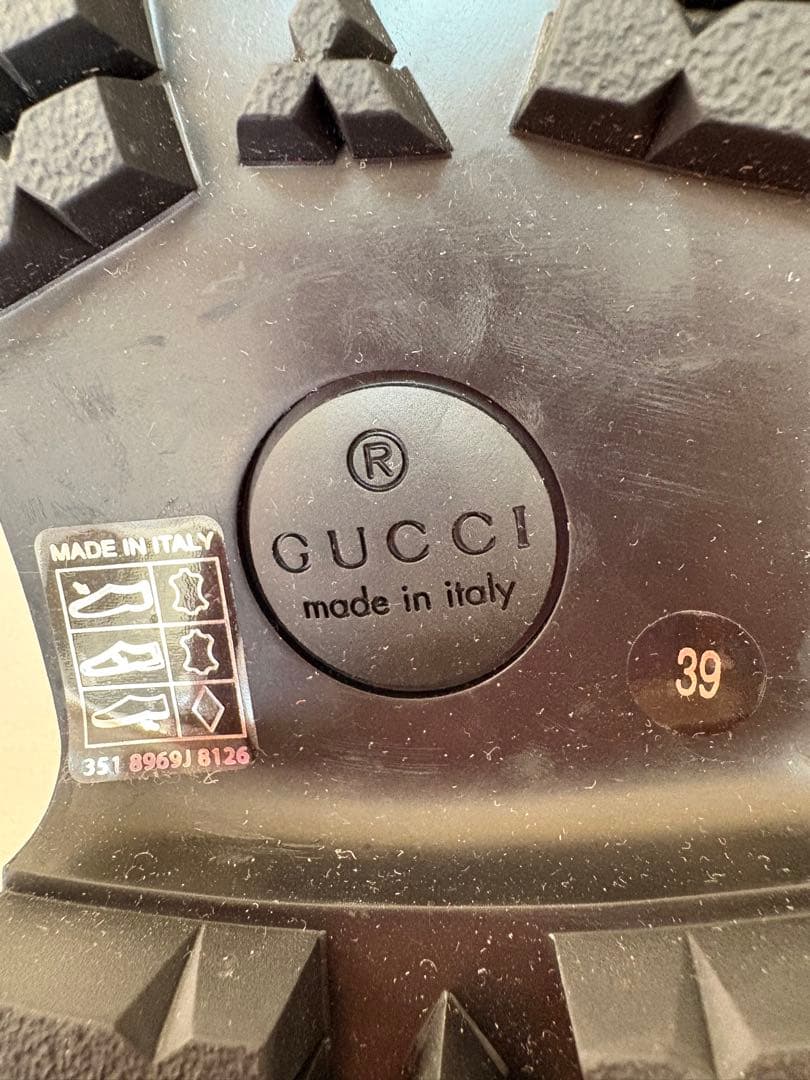 ®
GUCCI
made in italy
MADE IN ITALY
351 8969J 8126
39